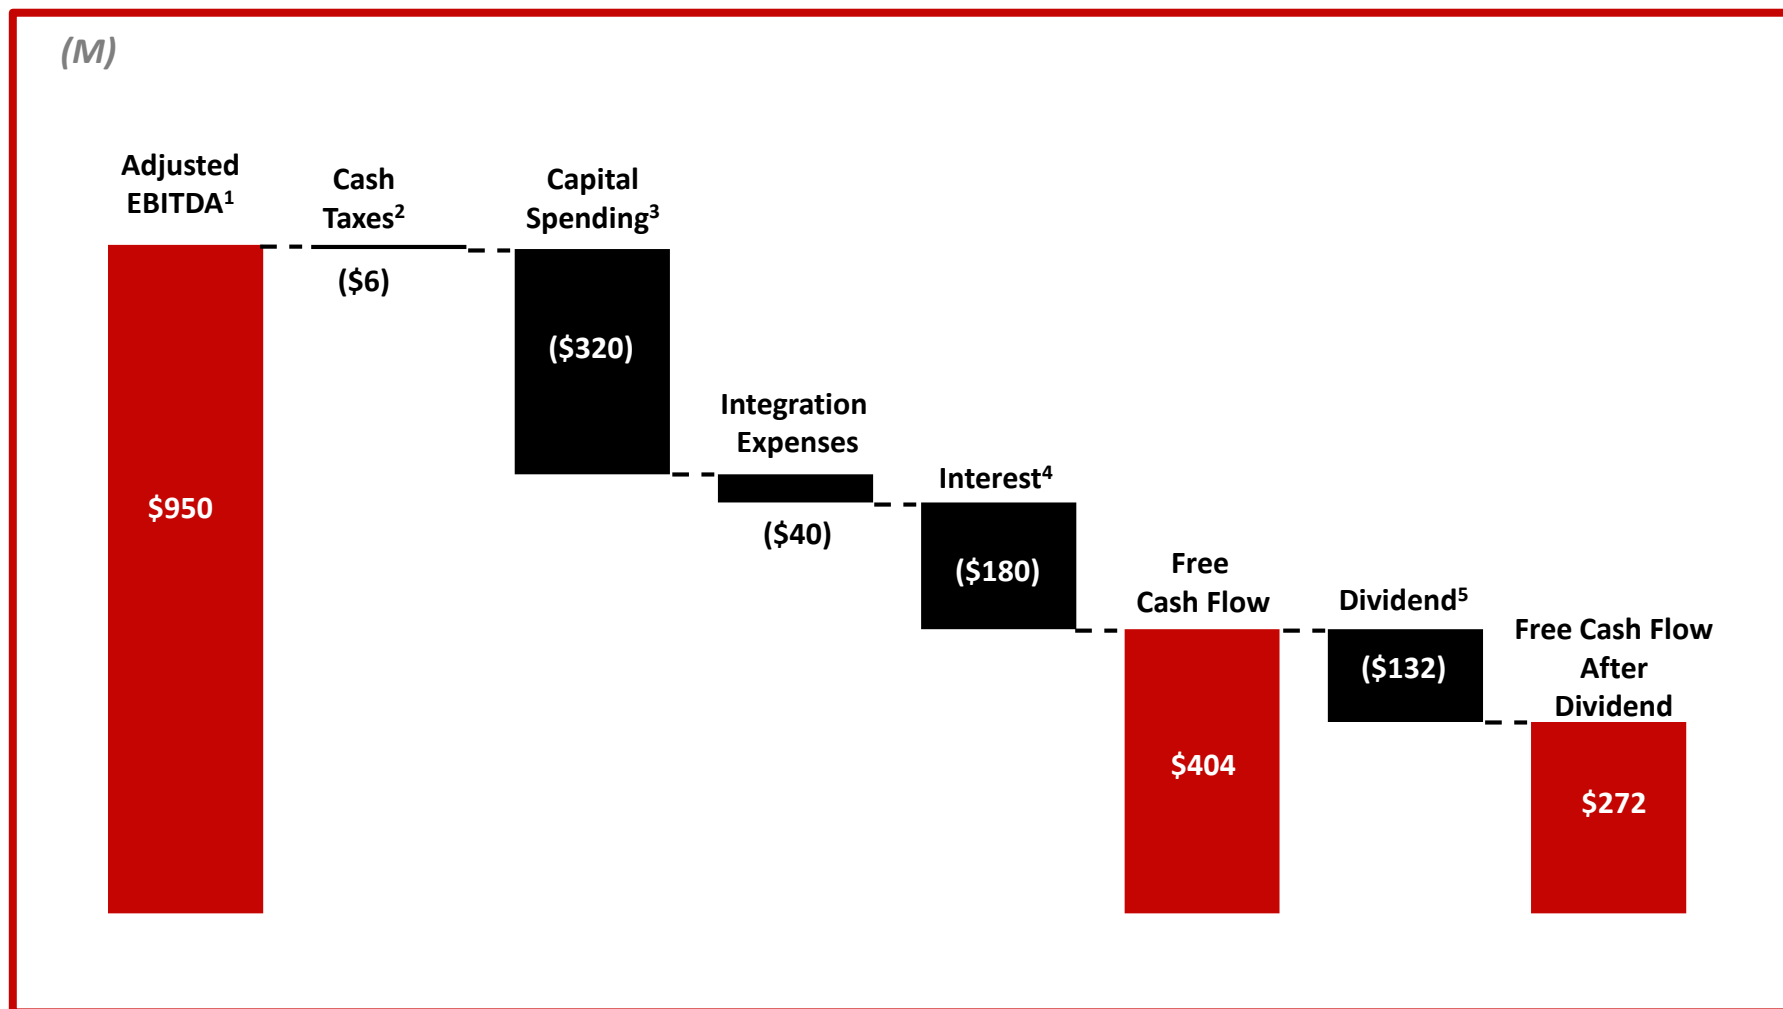 (M)
Adjusted
EBITDA¹
$950
Cash
Taxes²
($6)
Capital
Spending³
($320)
Integration
Expenses
($40)
Interest⁴
($180)
Free
Cash Flow
$404
Dividend⁵
($132)
Free Cash Flow
After
Dividend
$272